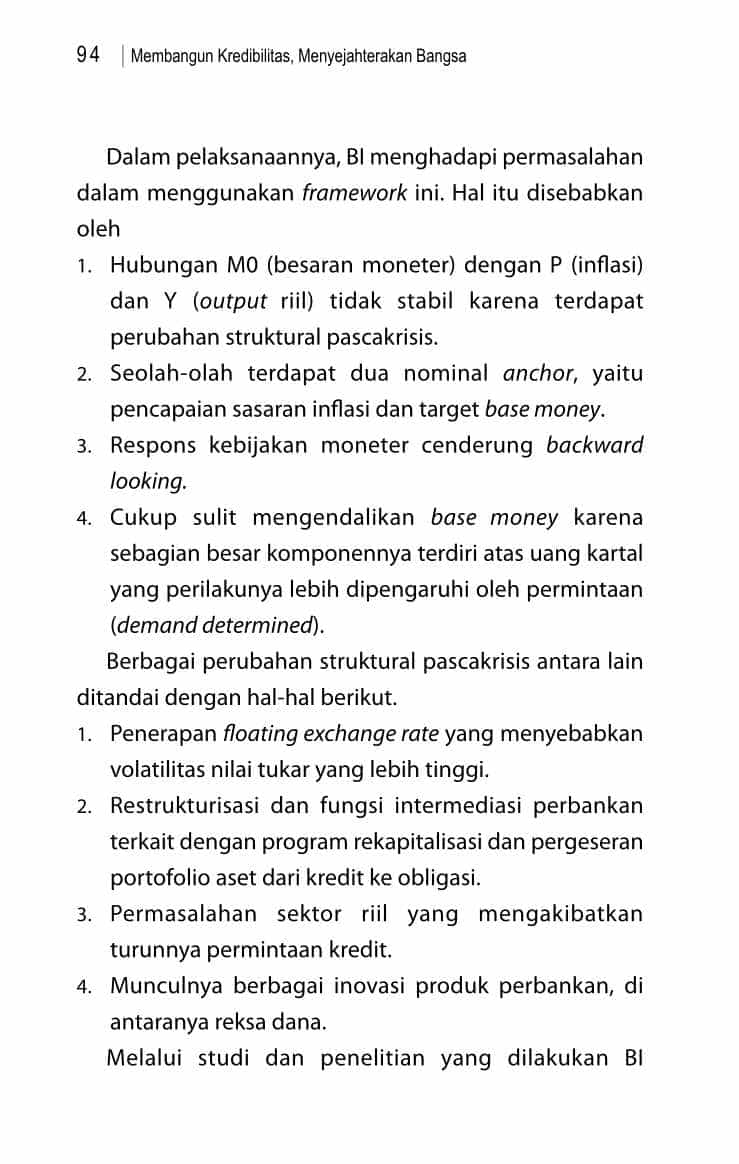 94 | Membangun Kredibilitas, Menyejahterakan Bangsa
Dalam pelaksanaannya, BI menghadapi permasalahan
dalam menggunakan framework ini. Hal itu disebabkan
oleh
1. Hubungan M0 (besaran moneter) dengan P (inflasi)
dan Y (output riil) tidak stabil karena terdapat
perubahan struktural pascakrisis.
2. Seolah-olah terdapat dua nominal anchor, yaitu
pencapaian sasaran inflasi dan target base money.
3. Respons kebijakan moneter cenderung backward
looking.
4. Cukup sulit mengendalikan base money karena
sebagian besar komponennya terdiri atas uang kartal
yang perilakunya lebih dipengaruhi oleh permintaan
(demand determined).
Berbagai perubahan struktural pascakrisis antara lain
ditandai dengan hal-hal berikut.
1. Penerapan floating exchange rate yang menyebabkan
volatilitas nilai tukar yang lebih tinggi.
2. Restrukturisasi dan fungsi intermediasi perbankan
terkait dengan program rekapitalisasi dan pergeseran
portofolio aset dari kredit ke obligasi.
3. Permasalahan sektor riil yang mengakibatkan
turunnya permintaan kredit.
4. Munculnya berbagai inovasi produk perbankan, di
antaranya reksa dana.
Melalui studi dan penelitian yang dilakukan BI